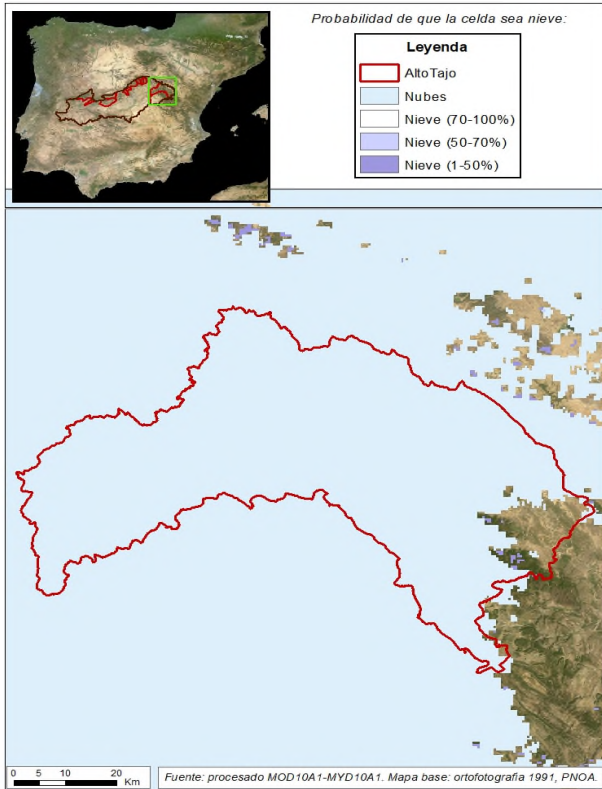 Probabilidad de que la celda sea nieve:
Leyenda
AltoTajo
Nubes
Nieve (70-100%)
Nieve (50-70%)
Nieve (1-50%)
0 5 10 20
Km
Fuente: procesado MOD10A1-MYD10A1. Mapa base: ortofotografia 1991, PNOA.